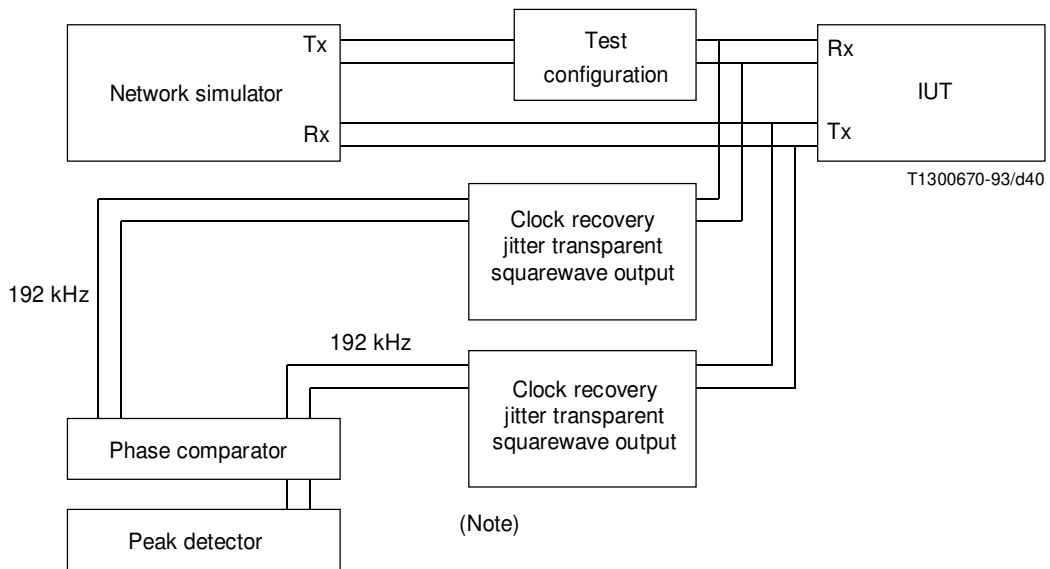 Tx
Test
configuration
Rx
Network simulator
IUT
Rx
Tx
T1300670-93/d40
Clock recovery
jitter transparent
squarewave output
192 kHz
192 kHz
Clock recovery
jitter transparent
squarewave output
Phase comparator
(Note)
Peak detector